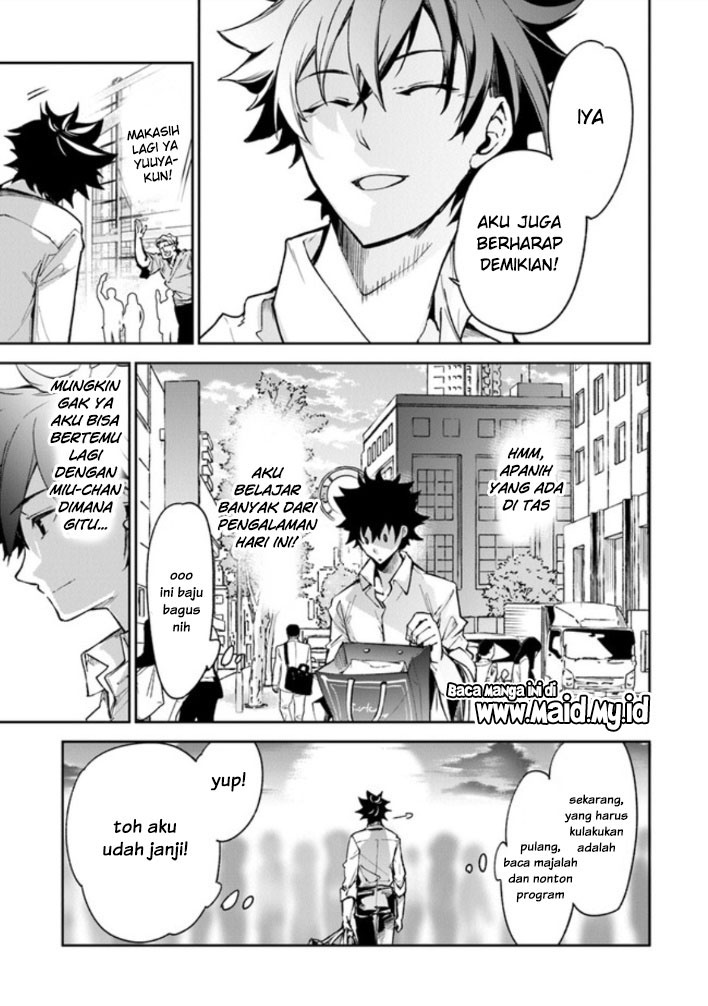 IYA
AKU JUGA
BERHARAP
DEMIKIAN!
MAKASIH
LAGI YA
YUUYA-
KUN!
HMM,
APANIH
YANG ADA
DI TAS
AKU
BELAJAR
BANYAK DARI
PENGALAMAN
HARI INI!
ooo
ini baju
bagus
nih
MUNGKIN
GAK YA
AKU BISA
BERTEMU
LAGI
DENGAN
MIU-CHAN
DIMANA
GITU...
Baca Manga ini di
www.Maid.My.id
sekarang,
yang harus
kulakukan
adalah
pulang,
baca majalah
dan nonton
program
yup!
toh aku
udah janji!